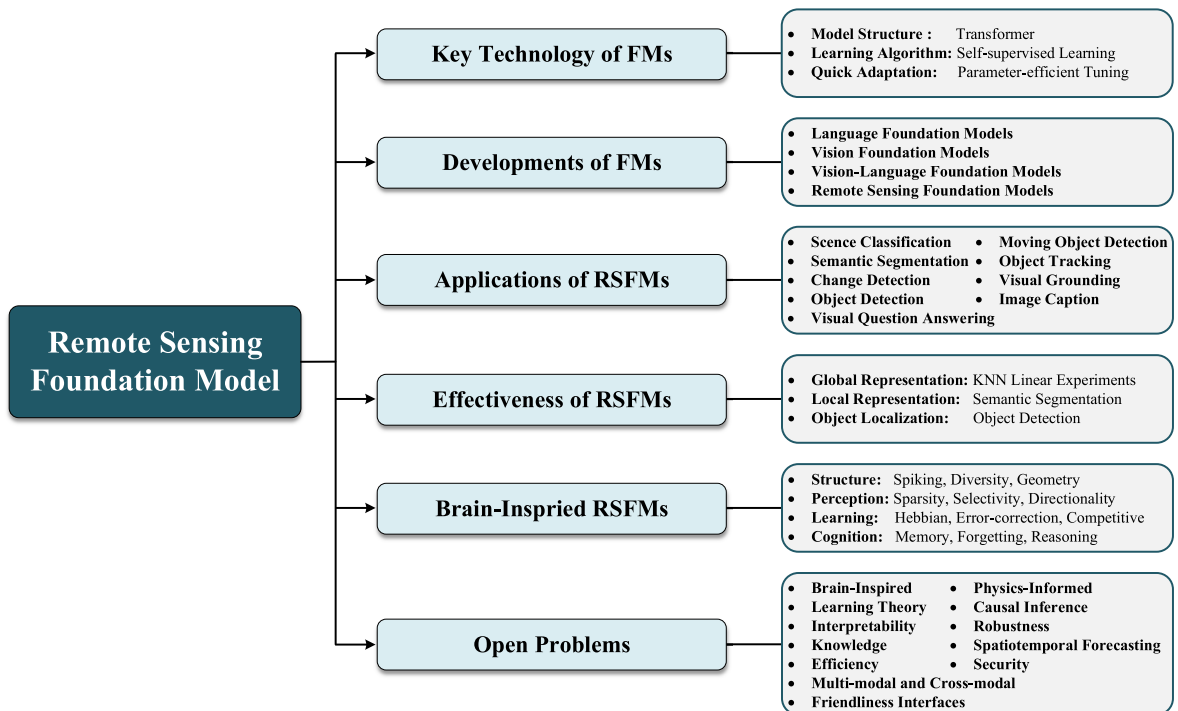 Remote Sensing
Foundation Model
Key Technology of FMs
• Model Structure : Transformer
• Learning Algorithm: Self-supervised Learning
• Quick Adaptation: Parameter-efficient Tuning
Developments of FMs
• Language Foundation Models
• Vision Foundation Models
• Vision-Language Foundation Models
• Remote Sensing Foundation Models
Applications of RSFMs
• Scence Classification • Moving Object Detection
• Semantic Segmentation • Object Tracking
• Change Detection • Visual Grounding
• Object Detection • Image Caption
• Visual Question Answering
Effectiveness of RSFMs
• Global Representation: KNN Linear Experiments
• Local Representation: Semantic Segmentation
• Object Localization: Object Detection
Brain-Inspried RSFMs
• Structure: Spiking, Diversity, Geometry
• Perception: Sparsity, Selectivity, Directionality
• Learning: Hebbian, Error-correction, Competitive
• Cognition: Memory, Forgetting, Reasoning
Open Problems
• Brain-Inspired • Physics-Informed
• Learning Theory • Causal Inference
• Interpretability • Robustness
• Knowledge • Spatiotemporal Forecasting
• Efficiency • Security
• Multi-modal and Cross-modal
• Friendliness Interfaces